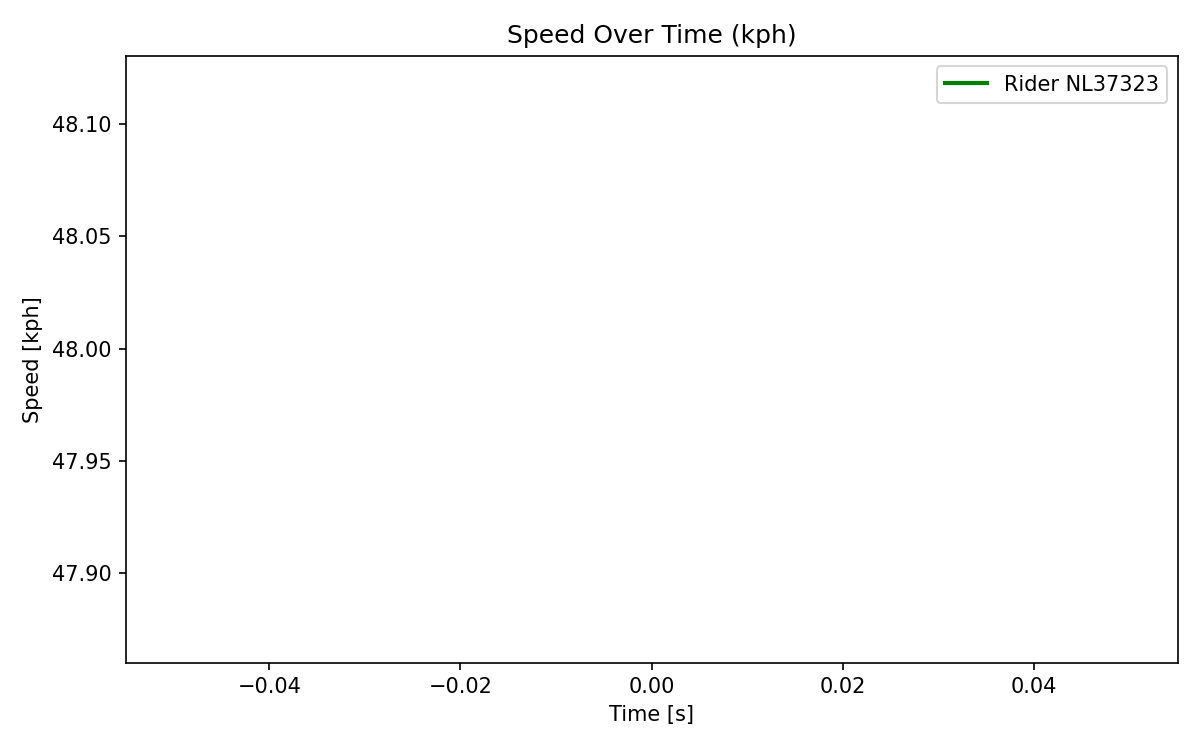 Speed Over Time (kph)
Rider NL37323
48.10
48.05
48.00
47.95
47.90
Speed [kph]
−0.04 −0.02 0.00 0.02 0.04
Time [s]